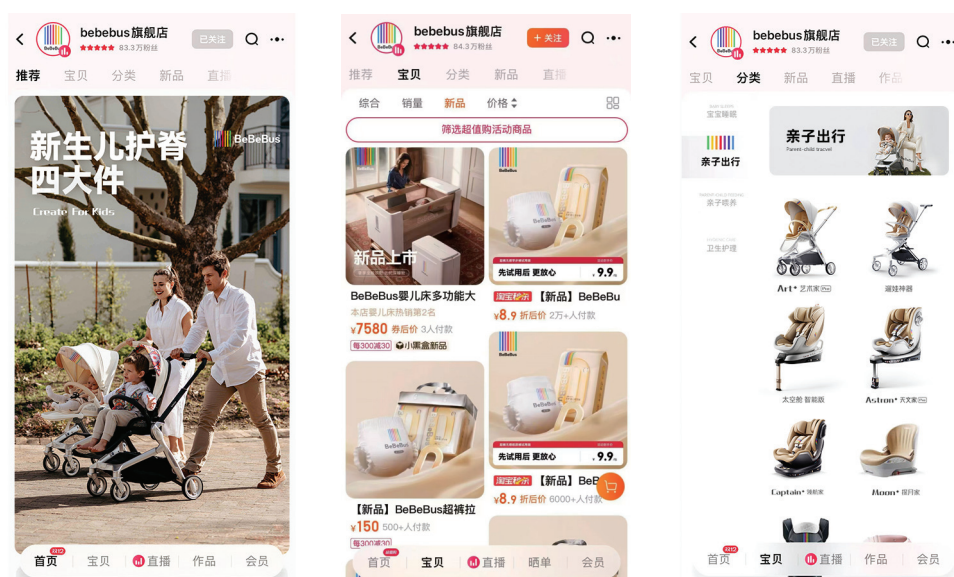 bebebus旗舰店
83.3万粉丝
已关注
推荐
宝贝
分类
新品
直播
新生儿护脊
四大件
BeBeBus
Create For Kids
首页
宝贝
直播
作品
会员
bebebus旗舰店
84.3万粉丝
+关注
推荐
宝贝
分类
新品
直播
综合
销量
新品
价格
筛选超值购活动商品
新品上市
BeBeBus婴儿床多功能大
本店婴儿床热销第2名
¥7580 券后价 3人付款
每300减30 小黑盒新品
BeBeBus
BeBeBus
【新品】BeBeBus超裤拉
¥150 500+人付款
每300减30
BeBeBus
BeBeBus
先试用后 更放心
9.9
淘宝秒杀 【新品】BeBeBu
¥8.9 折后价 2万+人付款
BeBeBus
BeBeBus
先试用后 更放心
9.9
淘宝秒杀 【新品】BeB
¥8.9 折后价 6000+人付款
首页
宝贝
直播
晒单
会员
bebebus旗舰店
83.3万粉丝
已关注
宝贝
分类
新品
直播
作品
宝宝睡眠
亲子出行
亲子喂养
卫生护理
亲子出行
Parent-child tracvel
Art+ 艺术家
遛娃神器
太空舱 智能版
Astron+ 天文家
Captain+ 领航家
Moon+ 探月家
首页
宝贝
直播
作品
会员